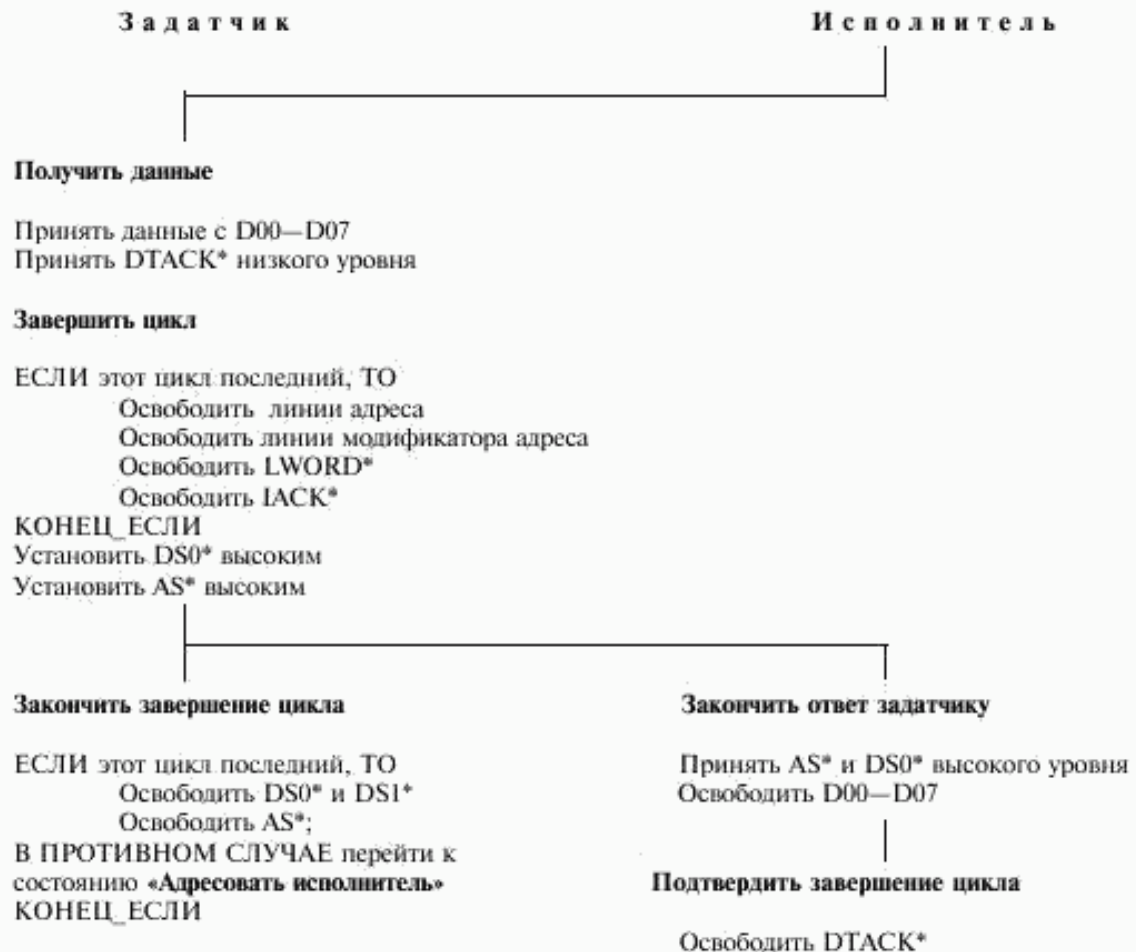 Задатчик
Исполнитель
Получить данные
Принять данные с D00—D07
Принять DTACK* низкого уровня
Завершить цикл
ЕСЛИ этот цикл последний, ТО
Освободить линии адреса
Освободить линии модификатора адреса
Освободить LWORD*
Освободить IACK*
КОНЕЦ_ЕСЛИ
Установить DS0* высоким
Установить AS* высоким
Закончить завершение цикла
ЕСЛИ этот цикл последний, ТО
Освободить DS0* и DS1*
Освободить AS*;
В ПРОТИВНОМ СЛУЧАЕ перейти к
состоянию «Адресовать исполнитель»
КОНЕЦ_ЕСЛИ
Закончить ответ задатчику
Принять AS* и DS0* высокого уровня
Освободить D00—D07
Подтвердить завершение цикла
Освободить DTACK*